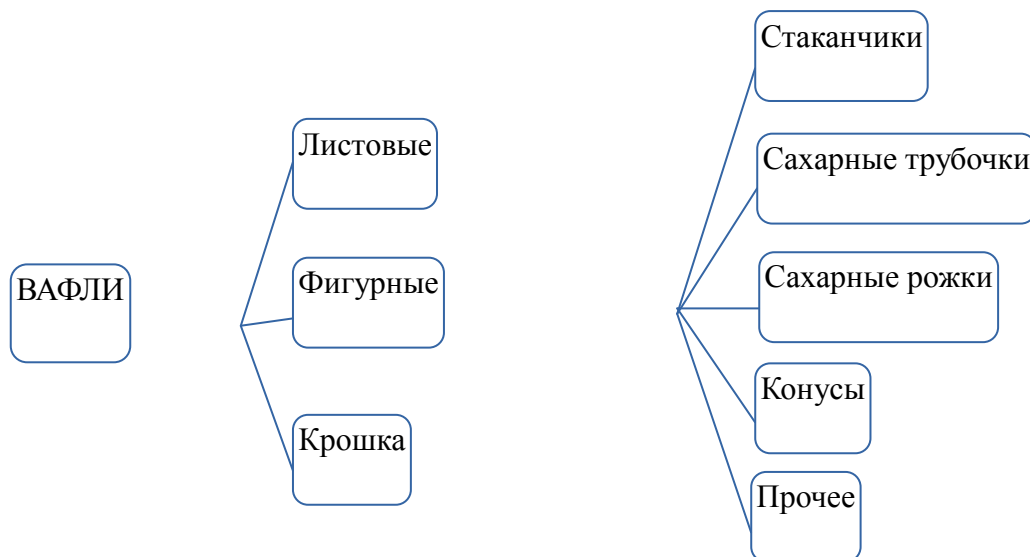 ВАФЛИ
Листовые
Фигурные
Крошка
Стаканчики
Сахарные трубочки
Сахарные рожки
Конусы
Прочее